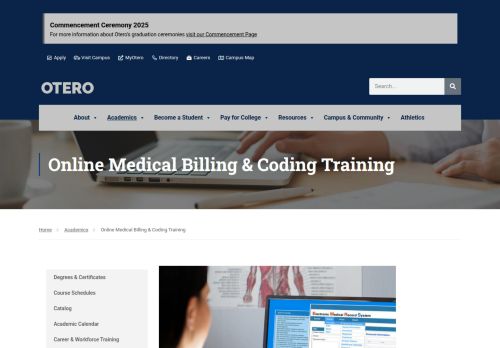 Commencement Ceremony 2025
For more information about Otero's graduation ceremonies visit our Commencement Page
Apply Visit Campus MyOtero Directory Careers Campus Map
OTERO
Search...
About Academics Become a Student Pay for College Resources Campus & Community Athletics
Online Medical Billing & Coding Training
Home Academics Online Medical Billing & Coding Training
Degrees & Certificates
Course Schedules
Catalog
Academic Calendar
Career & Workforce Training
Electronic Medical Record System